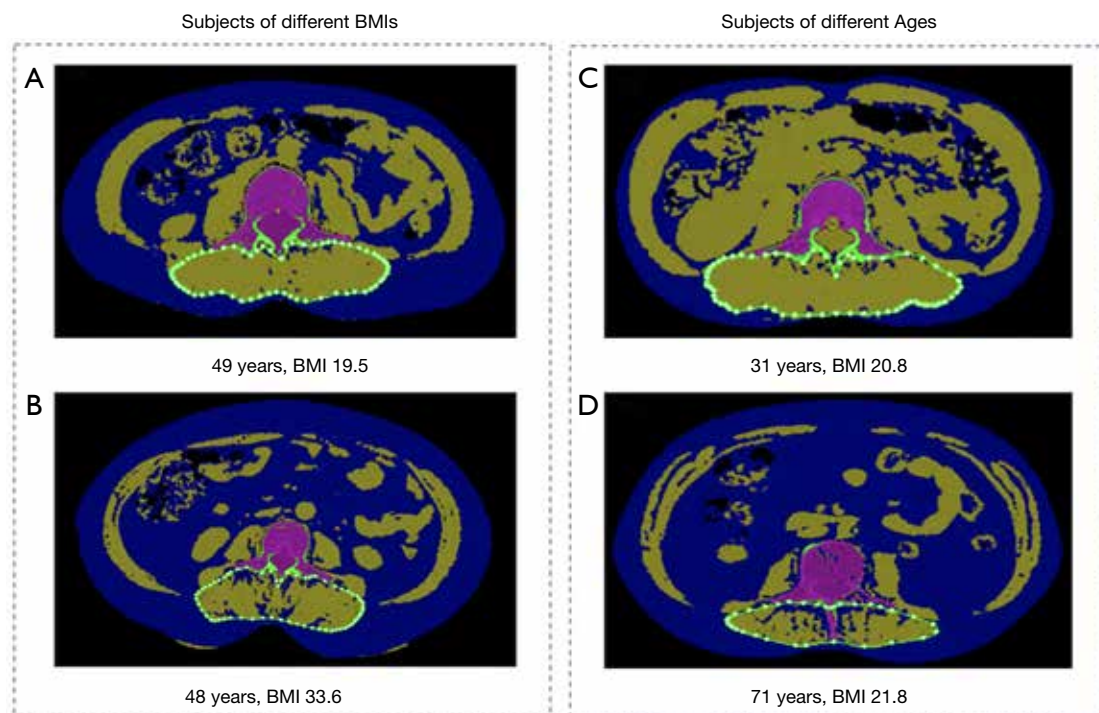 Subjects of different BMIs
Subjects of different Ages
A
C
49 years, BMI 19.5
31 years, BMI 20.8
B
D
48 years, BMI 33.6
71 years, BMI 21.8